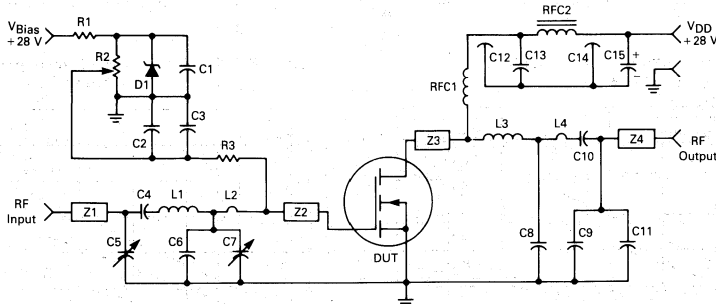 RFC2
VBias
+28 V
R1
VDD
+28 V
R2
D1
C1
C12
C13
C14
C15
+
−
RFC1
C2
C3
R3
L3
L4
Z3
C10
Z4
RF
Output
RF
Input
Z1
C4
L1
L2
Z2
C5
C6
C7
DUT
C8
C9
C11